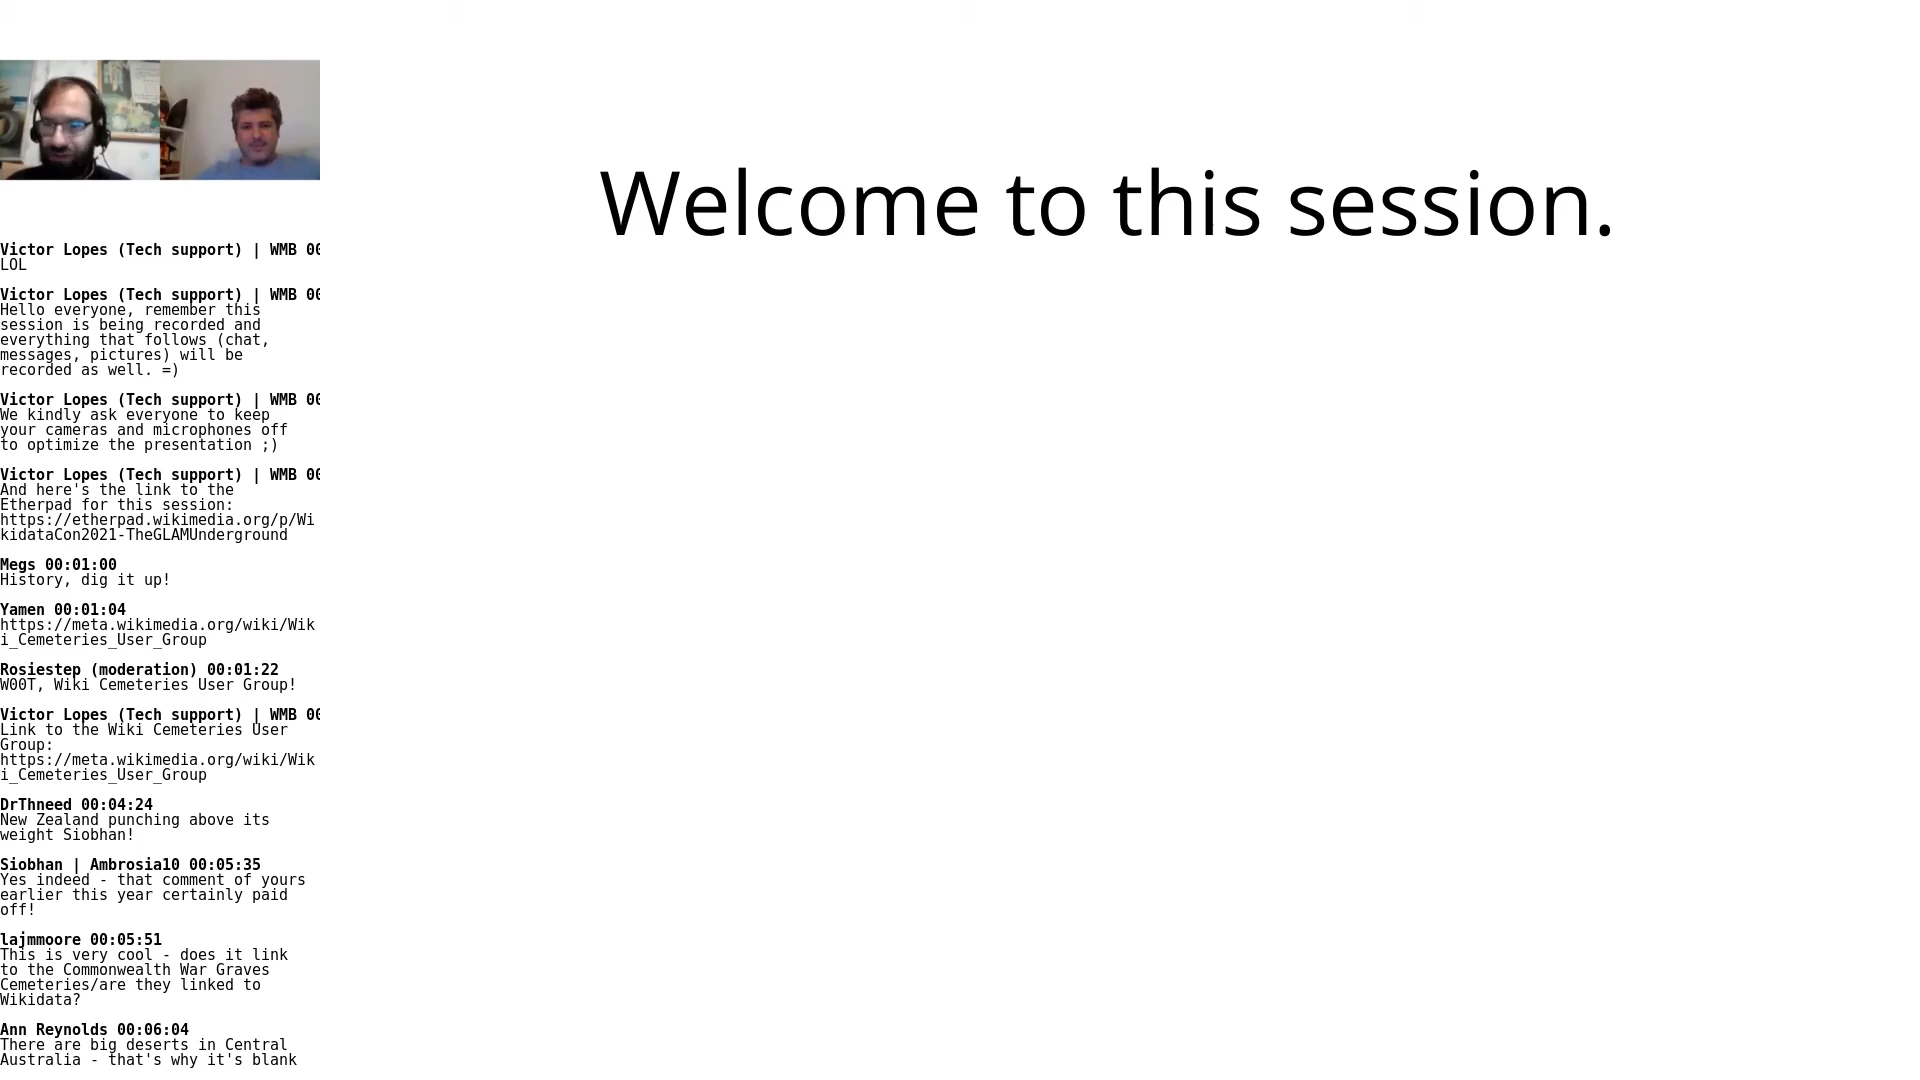 Welcome to this session.
Victor Lopes (Tech support) | WMB 00
LOL
Victor Lopes (Tech support) | WMB 00
Hello everyone, remember this
session is being recorded and
everything that follows (chat,
messages, pictures) will be
recorded as well. =)
Victor Lopes (Tech support) | WMB 00
We kindly ask everyone to keep
your cameras and microphones off
to optimize the presentation ;)
Victor Lopes (Tech support) | WMB 00
And here's the link to the
Etherpad for this session:
https://etherpad.wikimedia.org/p/Wi
kidataCon2021-TheGLAMUnderground
Megs 00:01:00
History, dig it up!
Yamen 00:01:04
https://meta.wikimedia.org/wiki/Wik
i_Cemeteries_User_Group
Rosiestep (moderation) 00:01:22
W00T, Wiki Cemeteries User Group!
Victor Lopes (Tech support) | WMB 00
Link to the Wiki Cemeteries User
Group:
https://meta.wikimedia.org/wiki/Wik
i_Cemeteries_User_Group
DrThneed 00:04:24
New Zealand punching above its
weight Siobhan!
Siobhan | Ambrosia10 00:05:35
Yes indeed - that comment of yours
earlier this year certainly paid
off!
lajmmoore 00:05:51
This is very cool - does it link
to the Commonwealth War Graves
Cemeteries/are they linked to
Wikidata?
Ann Reynolds 00:06:04
There are big deserts in Central
Australia - that's why it's blank